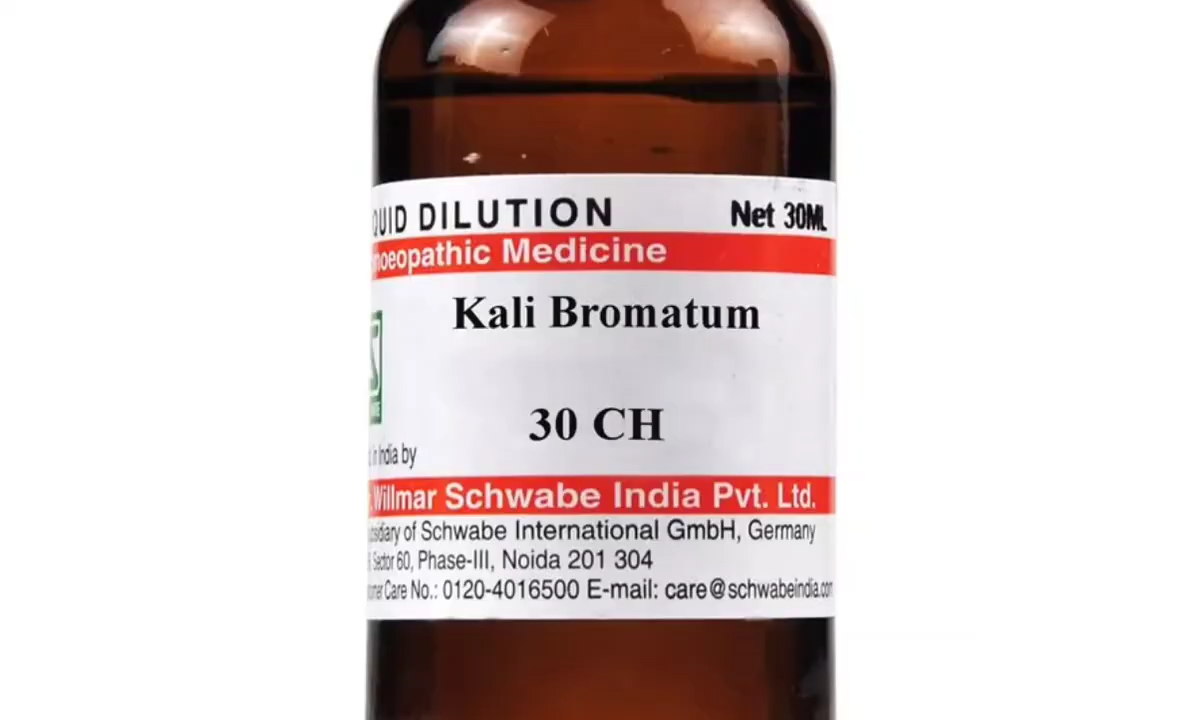 QUID DILUTION Net 30ML
oeopathic Medicine
Kali Bromatum
30 CH
in India by
Willmar Schwabe India Pvt. Ltd.
sidiary of Schwabe International GmbH, Germany
Sector 60, Phase-III, Noida 201 304
Care No.: 0120-4016500 E-mail: care@schwabeindia.com